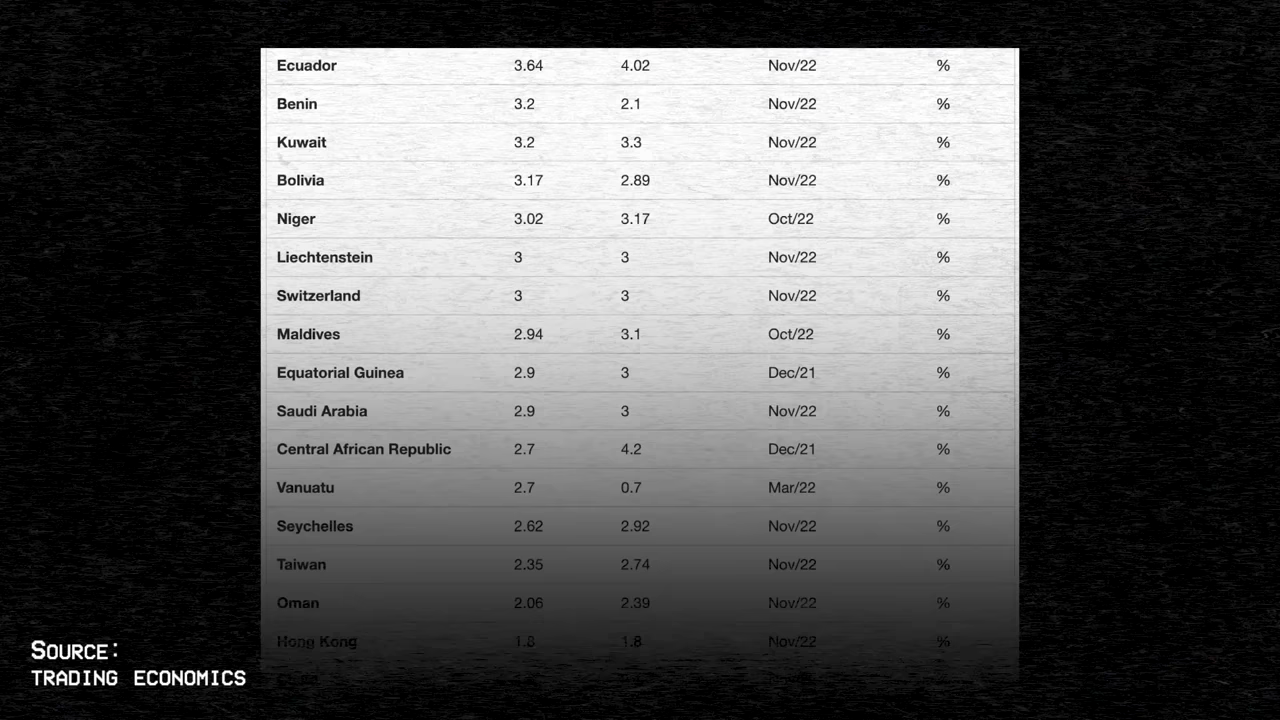 Ecuador 3.64 4.02 Nov/22 %
Benin 3.2 2.1 Nov/22 %
Kuwait 3.2 3.3 Nov/22 %
Bolivia 3.17 2.89 Nov/22 %
Niger 3.02 3.17 Oct/22 %
Liechtenstein 3 3 Nov/22 %
Switzerland 3 3 Nov/22 %
Maldives 2.94 3.1 Oct/22 %
Equatorial Guinea 2.9 3 Dec/21 %
Saudi Arabia 2.9 3 Nov/22 %
Central African Republic 2.7 4.2 Dec/21 %
Vanuatu 2.7 0.7 Mar/22 %
Seychelles 2.62 2.92 Nov/22 %
Taiwan 2.35 2.74 Nov/22 %
Oman 2.06 2.39 Nov/22 %
Hong Kong 1.8 1.8 Nov/22 %
Source:
TRADING ECONOMICS